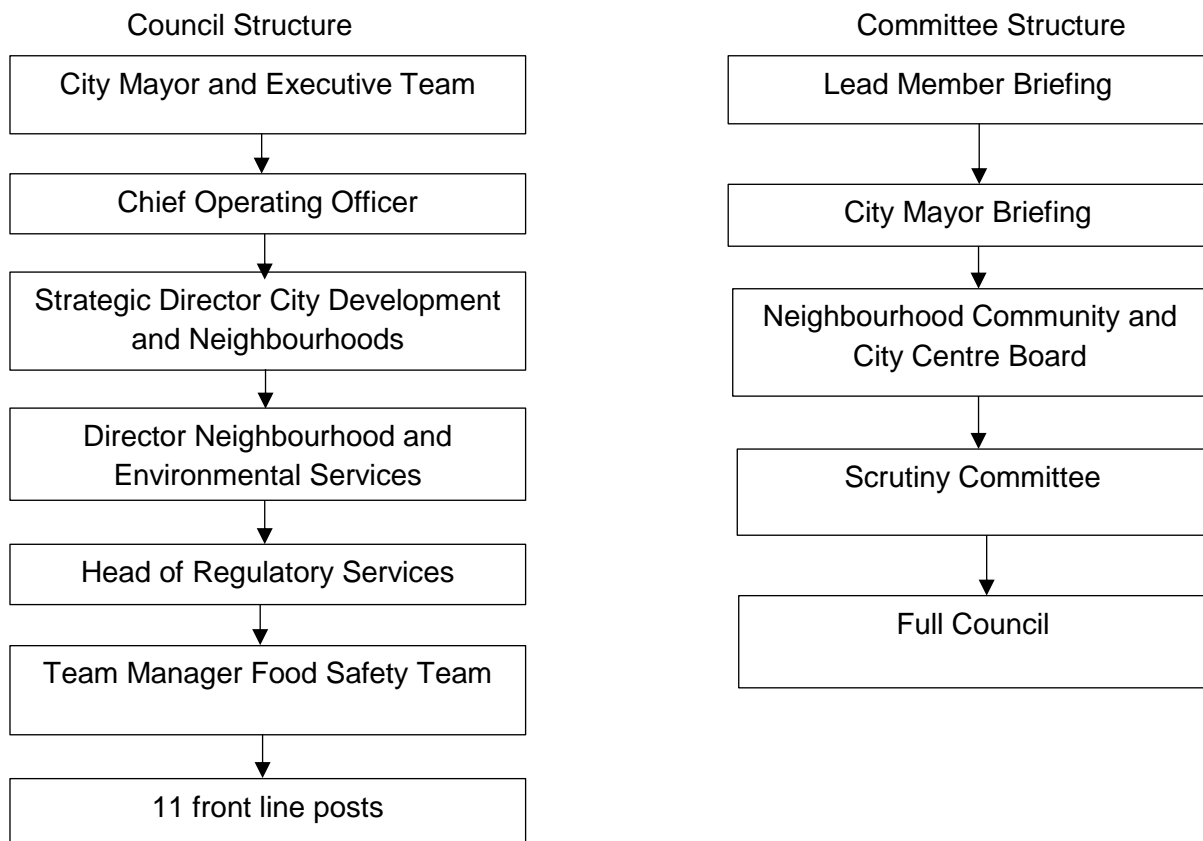 Council Structure
City Mayor and Executive Team
Chief Operating Officer
Strategic Director City Development
and Neighbourhoods
Director Neighbourhood and
Environmental Services
Head of Regulatory Services
Team Manager Food Safety Team
11 front line posts
Committee Structure
Lead Member Briefing
City Mayor Briefing
Neighbourhood Community and
City Centre Board
Scrutiny Committee
Full Council